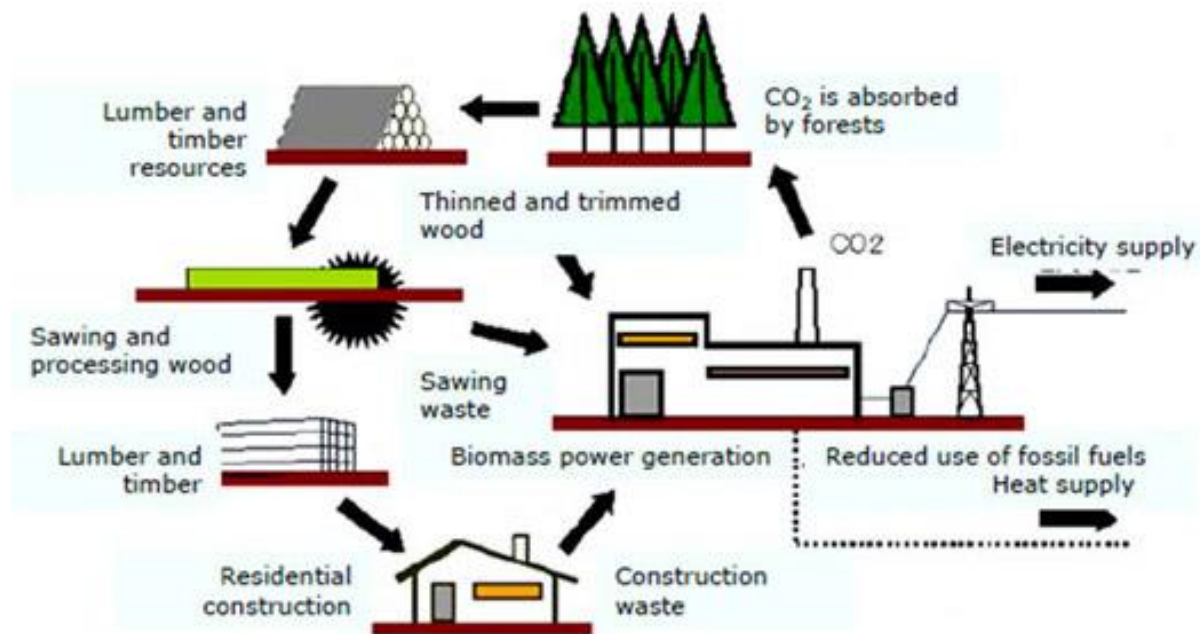 Lumber and
timber
resources
CO₂ is absorbed
by forests
Thinned and trimmed
wood
CO2
Electricity supply
Sawing and
processing wood
Sawing
waste
Lumber and
timber
Biomass power generation
Reduced use of fossil fuels
Heat supply
Residential
construction
Construction
waste